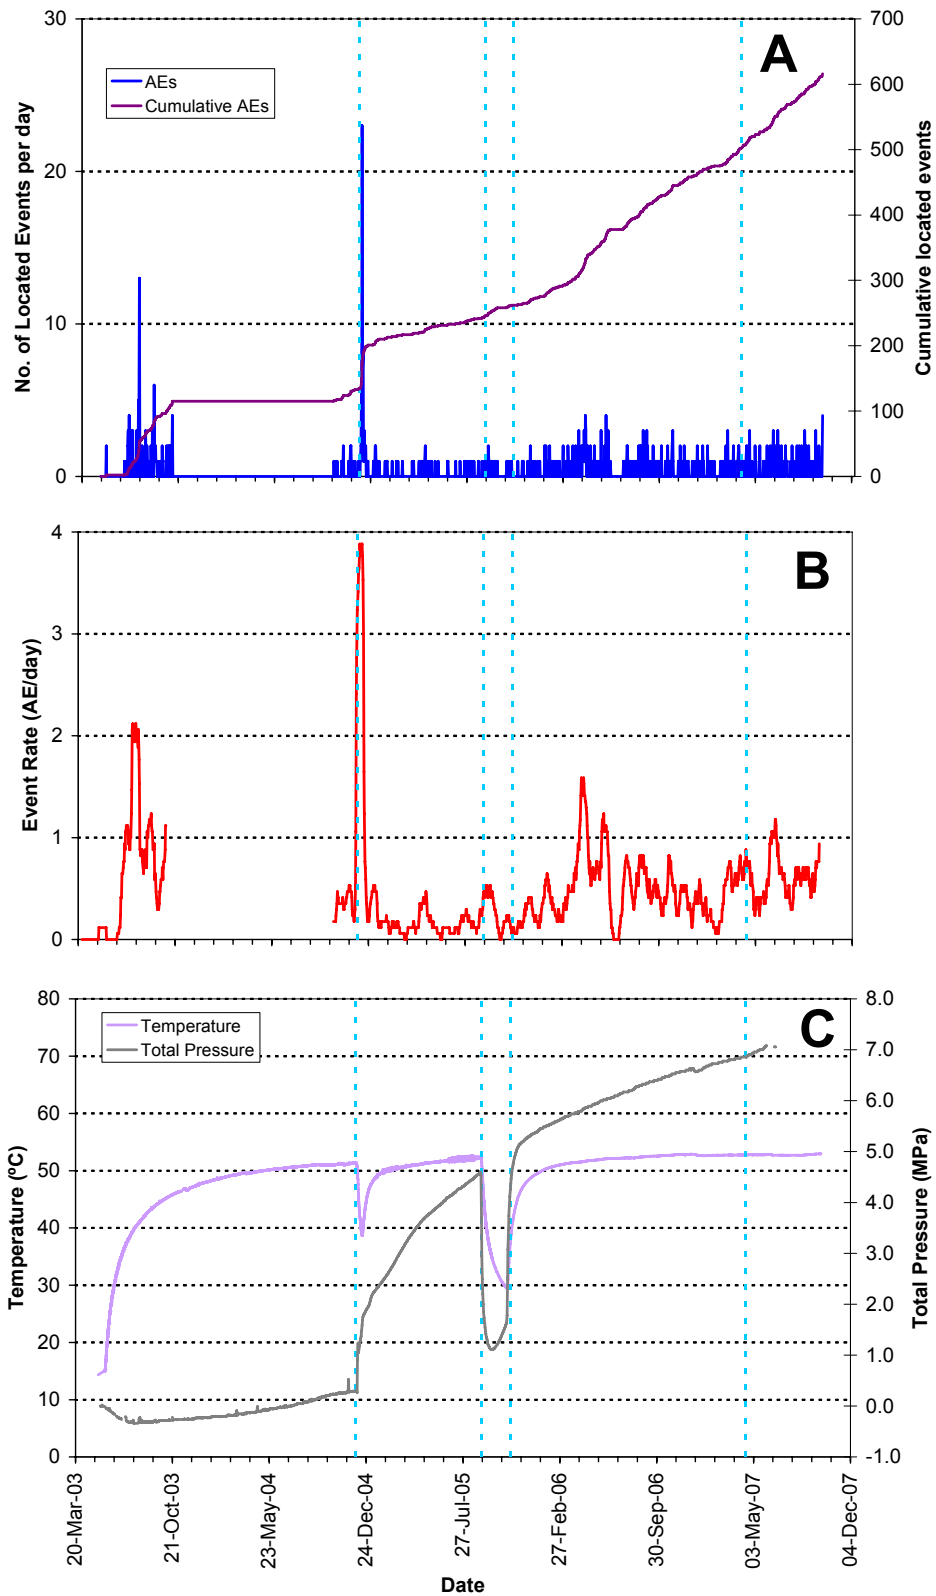 30
20
10
0
No. of Located Events per day
AEs
Cumulative AEs
A
700
600
500
400
300
200
100
0
Cumulative located events
4
3
2
1
0
Event Rate (AE/day)
B
80
70
60
50
40
30
20
10
0
Temperature (ºC)
Temperature
Total Pressure
C
8.0
7.0
6.0
5.0
4.0
3.0
2.0
1.0
0.0
-1.0
Total Pressure (MPa)
20-Mar-03
21-Oct-03
23-May-04
24-Dec-04
27-Jul-05
27-Feb-06
30-Sep-06
03-May-07
04-Dec-07
Date